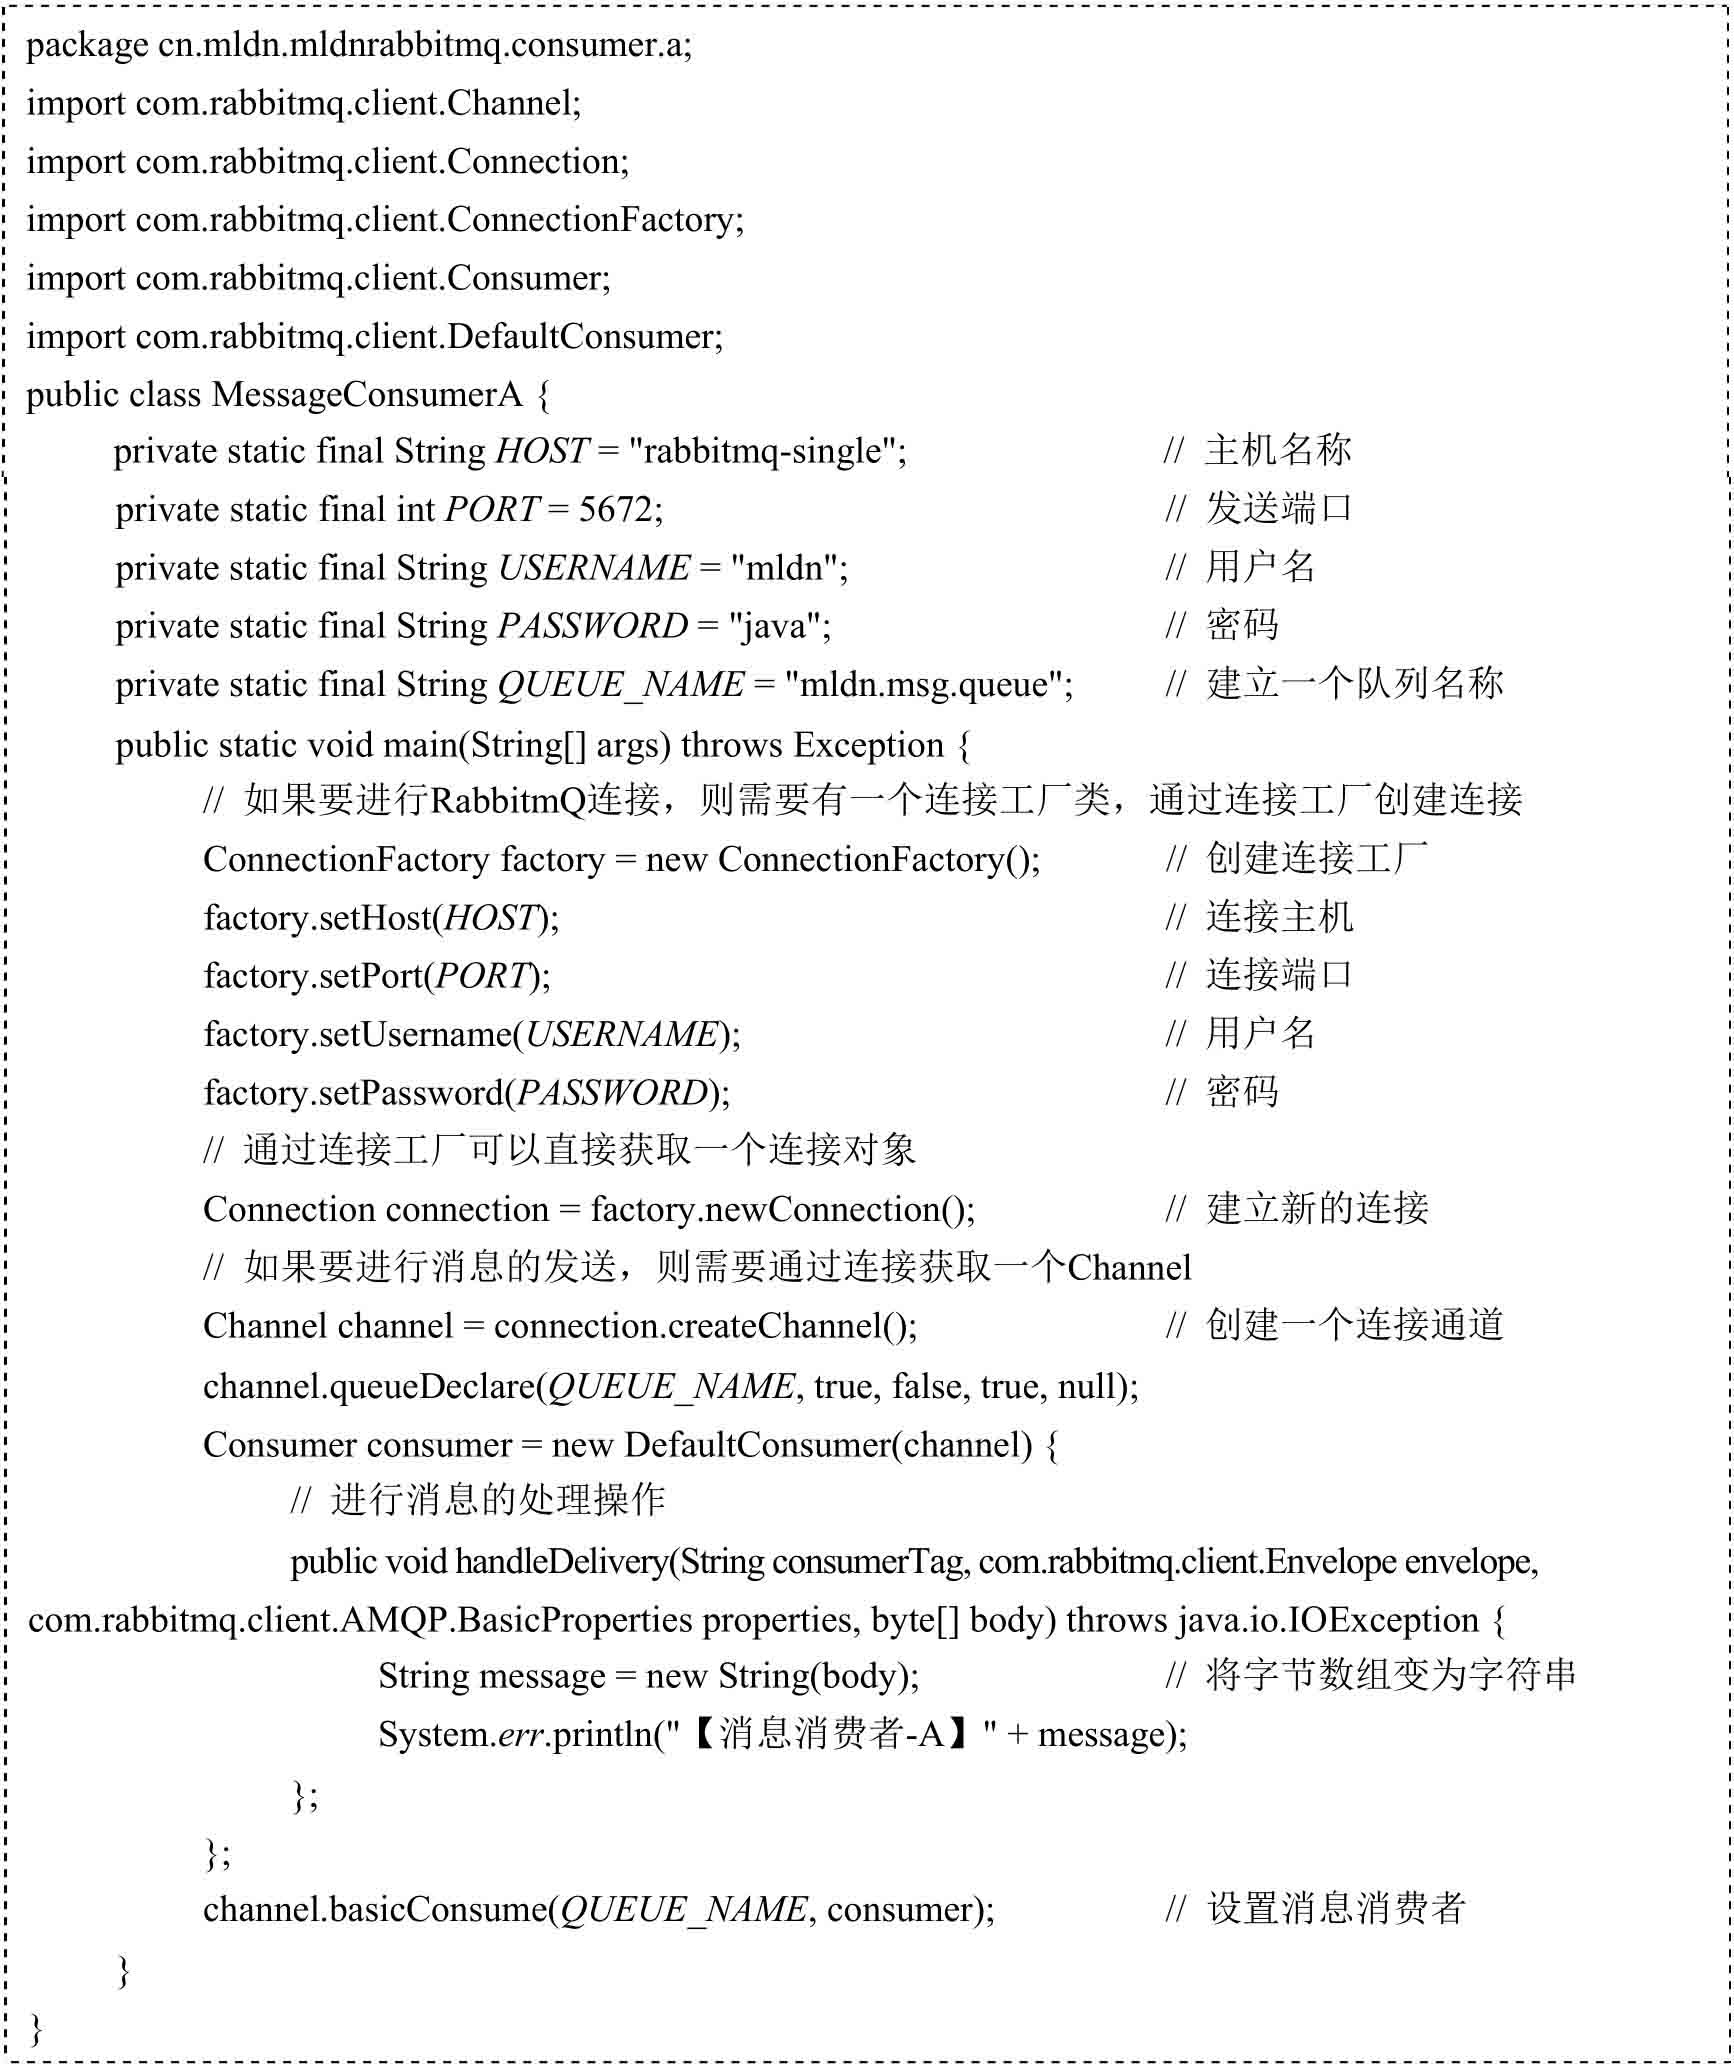 package cn.mldn.mldnrabbitmq.consumer.a;
import com.rabbitmq.client.Channel;
import com.rabbitmq.client.Connection;
import com.rabbitmq.client.ConnectionFactory;
import com.rabbitmq.client.Consumer;
import com.rabbitmq.client.DefaultConsumer;
public class MessageConsumerA {
private static final String HOST = "rabbitmq-single"; // 主机名称
private static final int PORT = 5672; // 发送端口
private static final String USERNAME = "mldn"; // 用户名
private static final String PASSWORD = "java"; // 密码
private static final String QUEUE_NAME = "mldn.msg.queue"; // 建立一个队列名称
public static void main(String[] args) throws Exception {
// 如果要进行RabbitmQ连接，则需要有一个连接工厂类，通过连接工厂创建连接
ConnectionFactory factory = new ConnectionFactory(); // 创建连接工厂
factory.setHost(HOST); // 连接主机
factory.setPort(PORT); // 连接端口
factory.setUsername(USERNAME); // 用户名
factory.setPassword(PASSWORD); // 密码
// 通过连接工厂可以直接获取一个连接对象
Connection connection = factory.newConnection(); // 建立新的连接
// 如果要进行消息的发送，则需要通过连接获取一个Channel
Channel channel = connection.createChannel(); // 创建一个连接通道
channel.queueDeclare(QUEUE_NAME, true, false, true, null);
Consumer consumer = new DefaultConsumer(channel) {
// 进行消息的处理操作
public void handleDelivery(String consumerTag, com.rabbitmq.client.Envelope envelope,
com.rabbitmq.client.AMQP.BasicProperties properties, byte[] body) throws java.io.IOException {
String message = new String(body); // 将字节数组变为字符串
System.err.println("【消息消费者-A】" + message);
};
};
channel.basicConsume(QUEUE_NAME, consumer); // 设置消息消费者
}
}